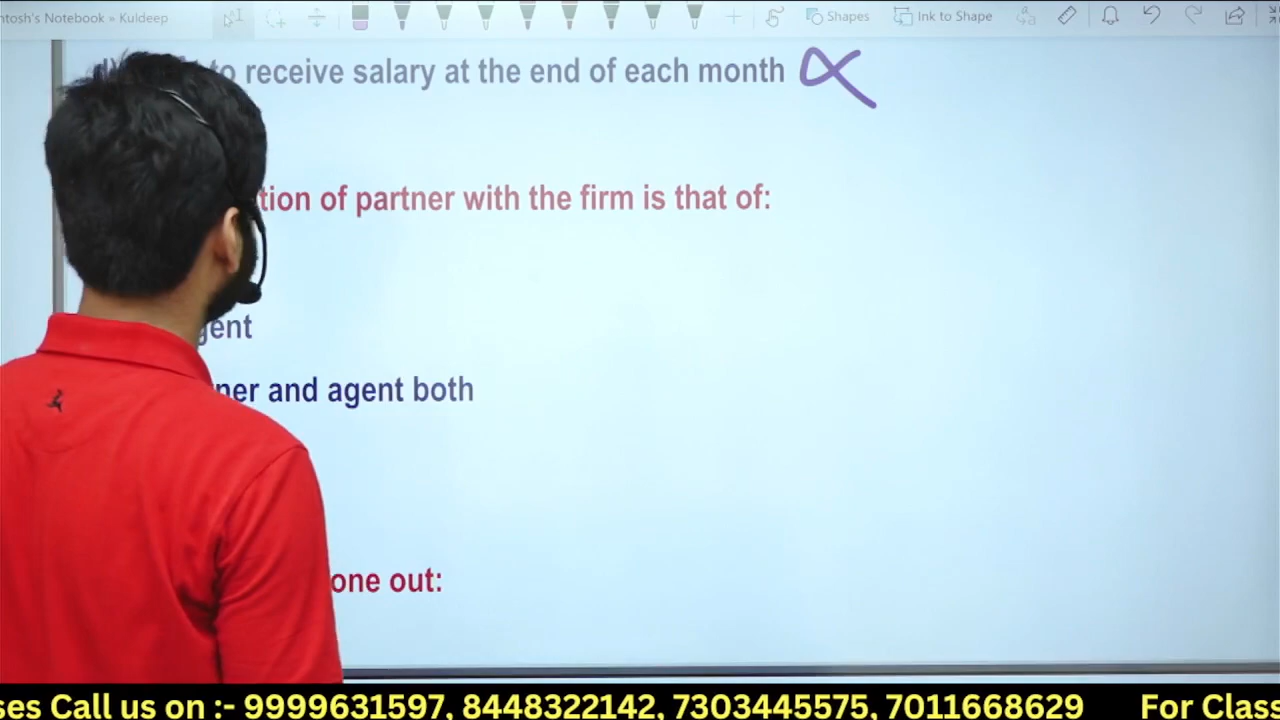 ntosh's Notebook » Kuldeep
Shapes
Ink to Shape
to receive salary at the end of each month
tion of partner with the firm is that of:
gent
ner and agent both
one out:
ses Call us on :- 9999631597, 8448322142, 7303445575, 7011668629 For Clas